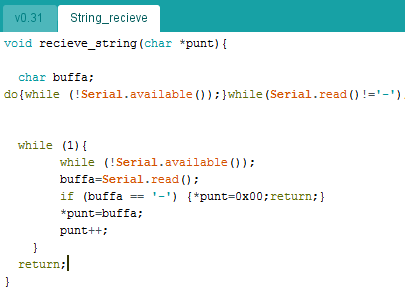 v0.31 String_recieve
void recieve_string(char *punt){
char buffa;
do{while (!Serial.available());}while(Serial.read()!='~')
while (1){
while (!Serial.available());
buffa=Serial.read();
if (buffa == '~') {*punt=0x00;return;}
*punt=buffa;
punt++;
}
return;
}